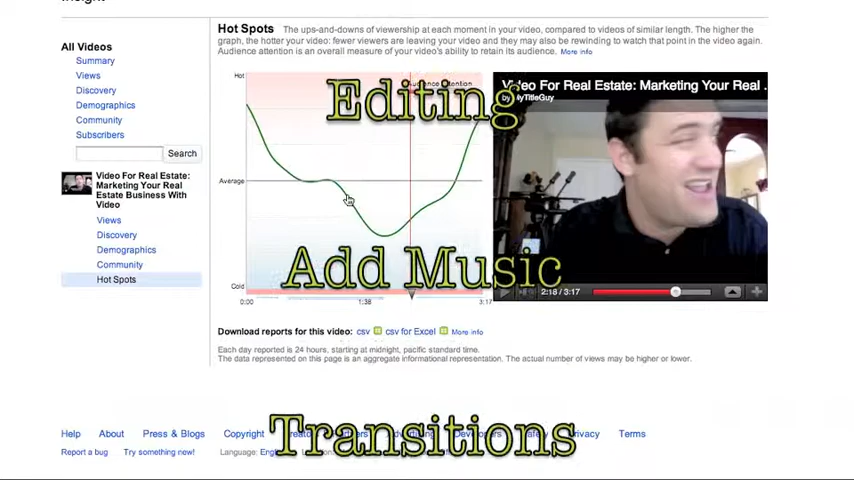 Insight
Hot Spots The ups-and-downs of viewership at each moment in your video, compared to videos of similar length. The higher the
graph, the hotter your video: fewer viewers are leaving your video and they may also be rewinding to watch that point in the video again.
Audience attention is an overall measure of your video's ability to retain its audience. More info
All Videos
Summary
Views
Discovery
Demographics
Community
Subscribers
Search
Video For Real Estate:
Marketing Your Real
Estate Business With
Video
Views
Discovery
Demographics
Community
Hot Spots
Hot
Audience Attention
Average
Cold
0:00 1:38 3:17
Editing
Add Music
Transitions
Video For Real Estate: Marketing Your Real ...
by MyTitleGuy
2:18 / 3:17
Download reports for this video: csv csv for Excel More info
Each day reported is 24 hours, starting at midnight, pacific standard time.
The data represented on this page is an aggregate informational representation. The actual number of views may be higher or lower.
Help About Press & Blogs Copyright Developers Safety Privacy Terms
Report a bug Try something new! Language: